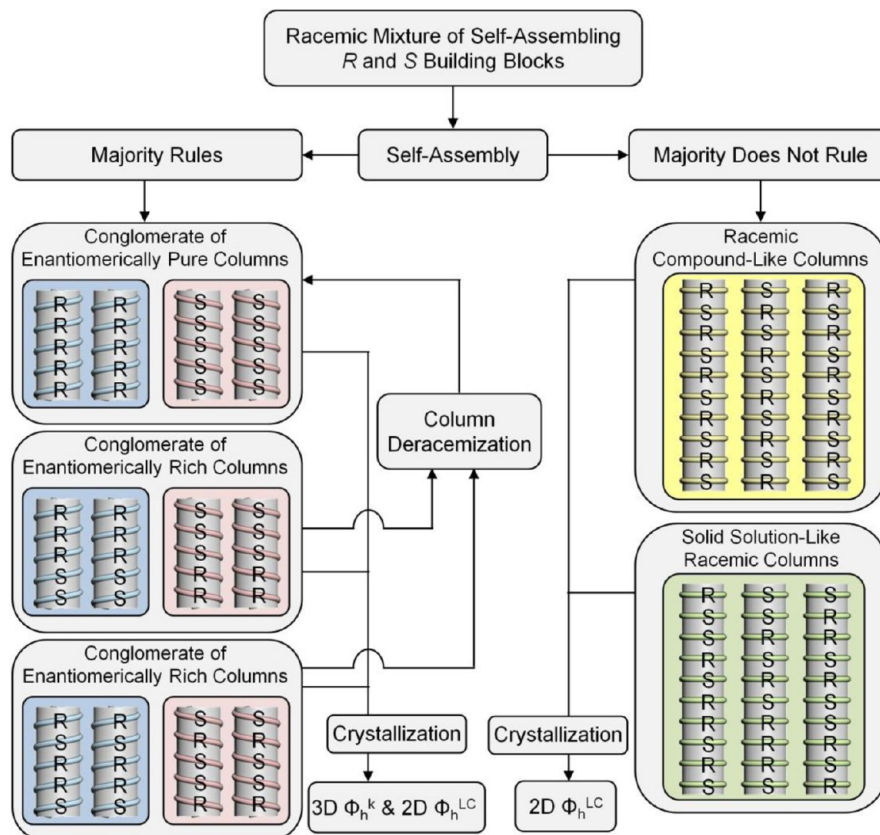 Racemic Mixture of Self-Assembling
R and S Building Blocks
Majority Rules
Self-Assembly
Majority Does Not Rule
Conglomerate of
Enantiomerically Pure Columns
R R S S
R R S S
R R S S
R R S S
R R S S
Conglomerate of
Enantiomerically Rich Columns
R R S S
R R S S
R R S S
S S R R
S S R R
Conglomerate of
Enantiomerically Rich Columns
R R S S
S S R R
R R S S
R R S S
S S R R
Column
Deracemization
Racemic
Compound-Like Columns
R S R
S R S
R S R
S R S
R S R
S R S
R S R
S R S
R S R
S R S
Solid Solution-Like
Racemic Columns
R S S
Crystallization
Crystallization
3D Φh^k & 2D Φh^LC
2D Φh^LC